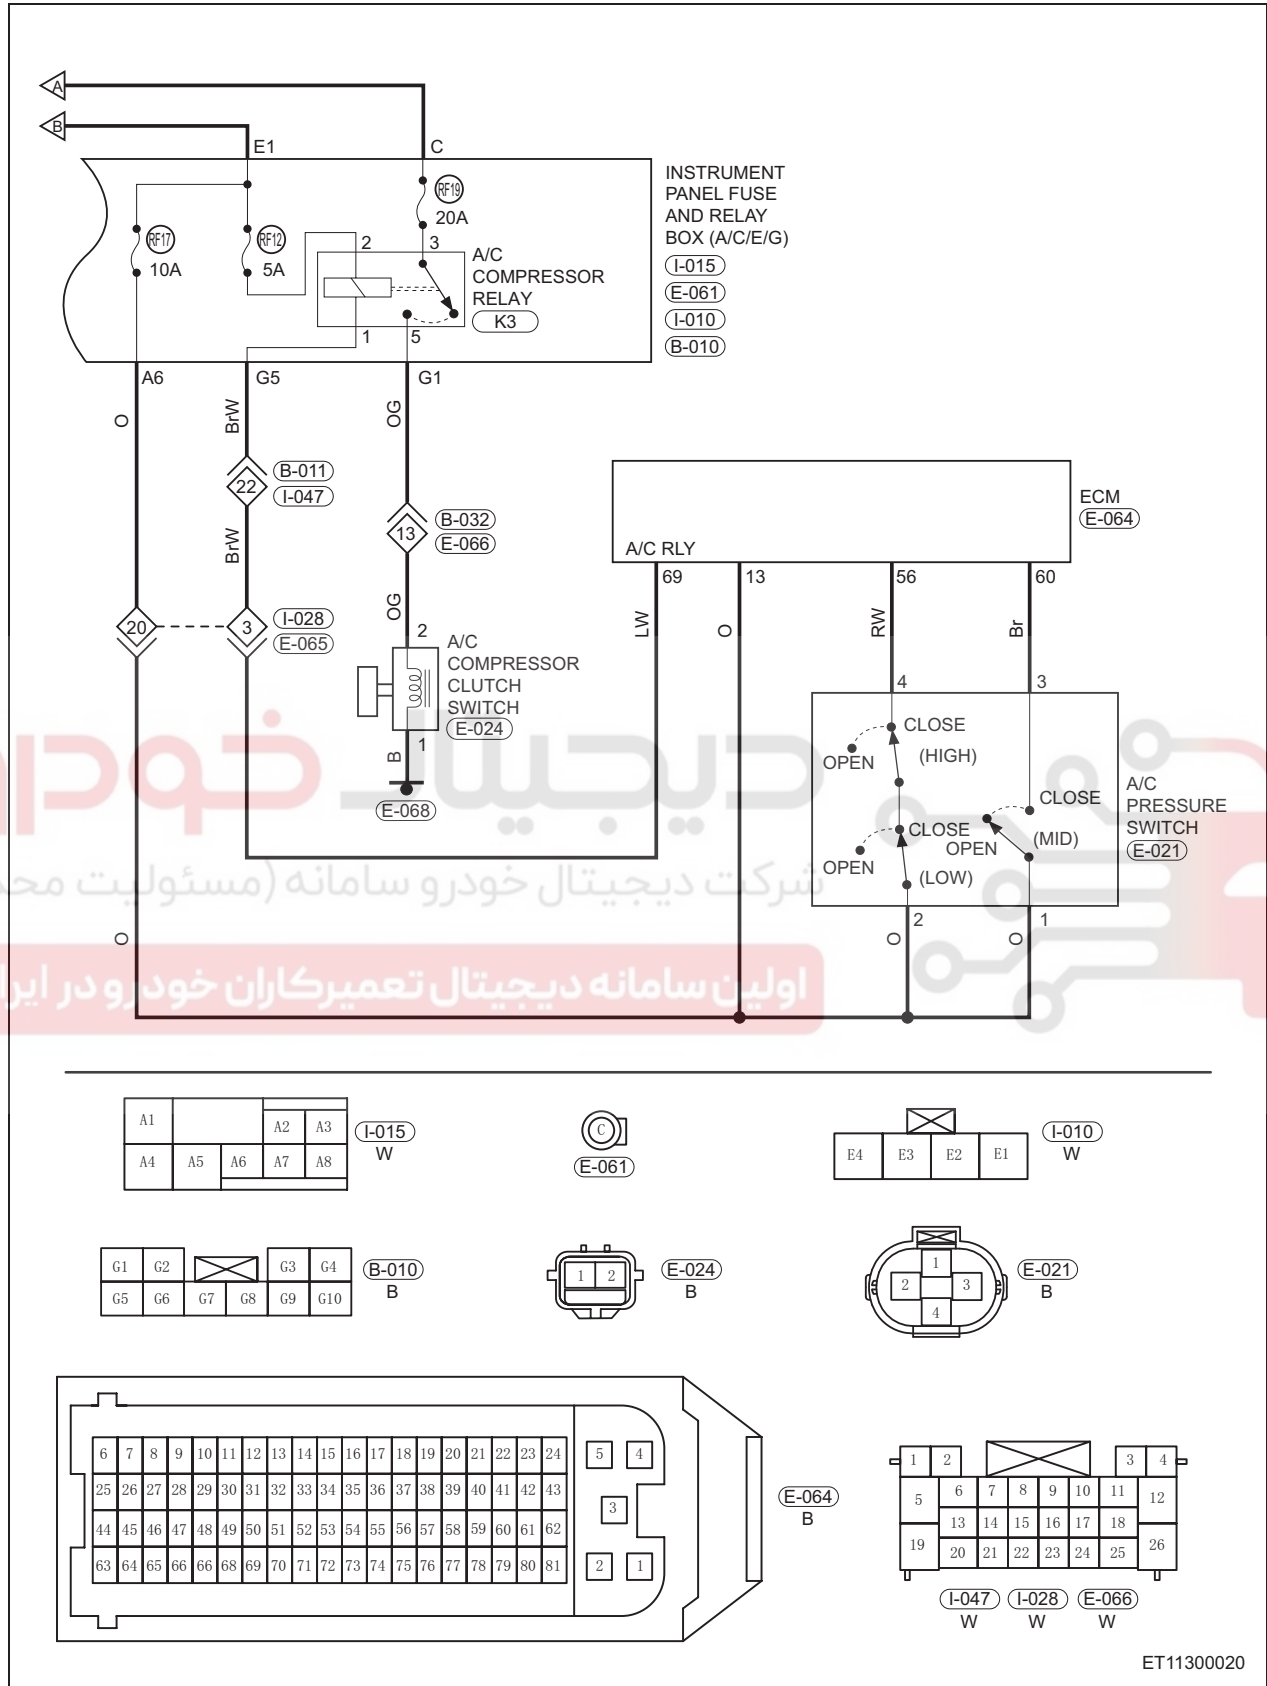 A
B
E1
C
RF19
20A
RF17
10A
RF12
5A
2
3
A/C
COMPRESSOR
RELAY
K3
1
5
INSTRUMENT
PANEL FUSE
AND RELAY
BOX (A/C/E/G)
I-015
E-061
I-010
B-010
A6
G5
G1
O
BrW
OG
22
B-011
I-047
13
B-032
E-066
BrW
OG
20
3
I-028
E-065
2
A/C
COMPRESSOR
CLUTCH
SWITCH
E-024
1
B
E-068
ECM
E-064
A/C RLY
69
13
56
60
LW
O
RW
Br
4
3
CLOSE
OPEN
(HIGH)
CLOSE
OPEN
(LOW)
CLOSE
OPEN
(MID)
A/C
PRESSURE
SWITCH
E-021
2
1
O
O
O
دیجیتال خودرو
شرکت دیجیتال خودرو سامانه (مسئولیت محد
اولین سامانه دیجیتال تعمیرکاران خودرو در ایرا
A1 A2 A3
A4 A5 A6 A7 A8
I-015
W
C
E-061
E4 E3 E2 E1
I-010
W
G1 G2 G3 G4
G5 G6 G7 G8 G9 G10
B-010
B
1 2
E-024
B
1
2 3
4
E-021
B
6 7 8 9 10 11 12 13 14 15 16 17 18 19 20 21 22 23 24
25 26 27 28 29 30 31 32 33 34 35 36 37 38 39 40 41 42 43
44 45 46 47 48 49 50 51 52 53 54 55 56 57 58 59 60 61 62
63 64 65 66 66 68 69 70 71 72 73 74 75 76 77 78 79 80 81
5 4
3
2 1
E-064
B
1 2 3 4
5 6 7 8 9 10 11 12
13 14 15 16 17 18
19 20 21 22 23 24 25 26
I-047 I-028 E-066
W W W
ET11300020